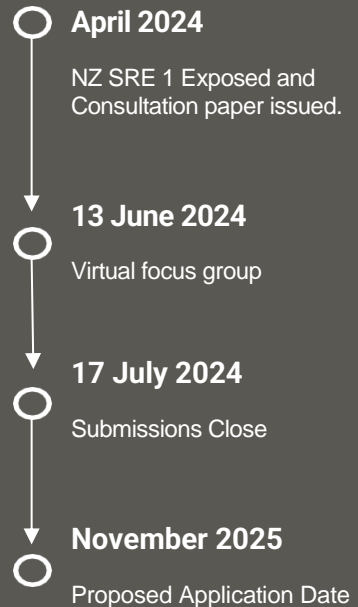 April 2024
NZ SRE 1 Exposed and
Consultation paper issued.
13 June 2024
Virtual focus group
17 July 2024
Submissions Close
November 2025
Proposed Application Date